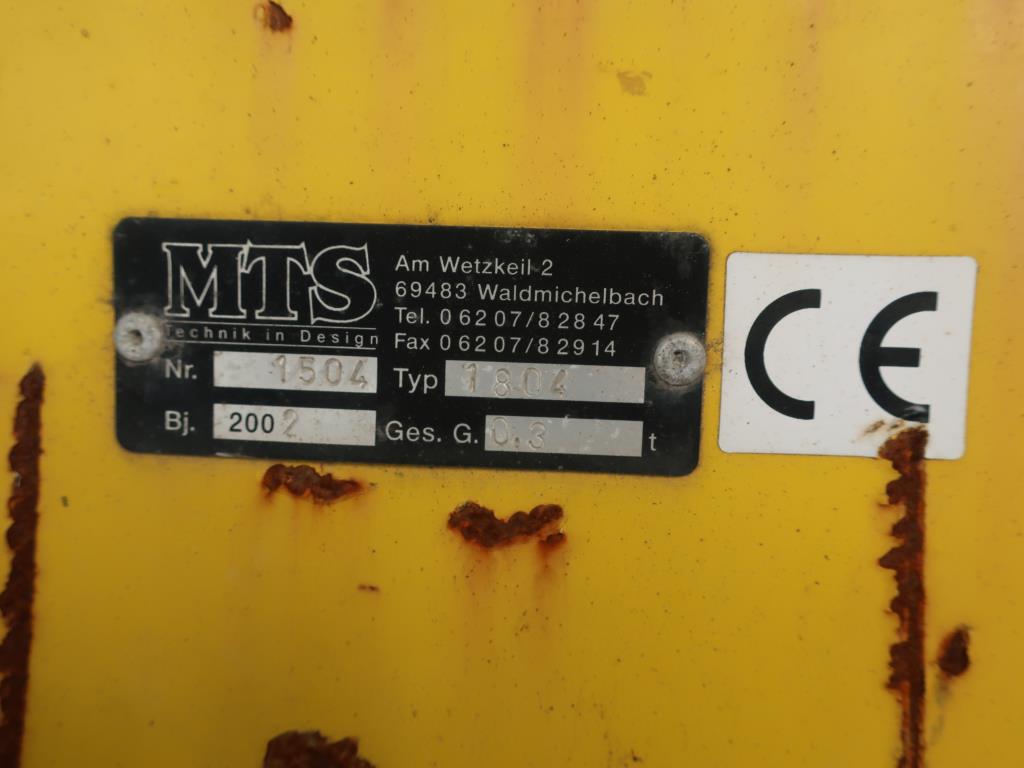 MTS
Technik in Design
Am Wetzkeil 2
69483 Waldmichelbach
Tel. 06207/82847
Fax 06207/82914
Nr. 1504 Typ 1804
Bj. 2002 Ges. G. 0.3 t
CE